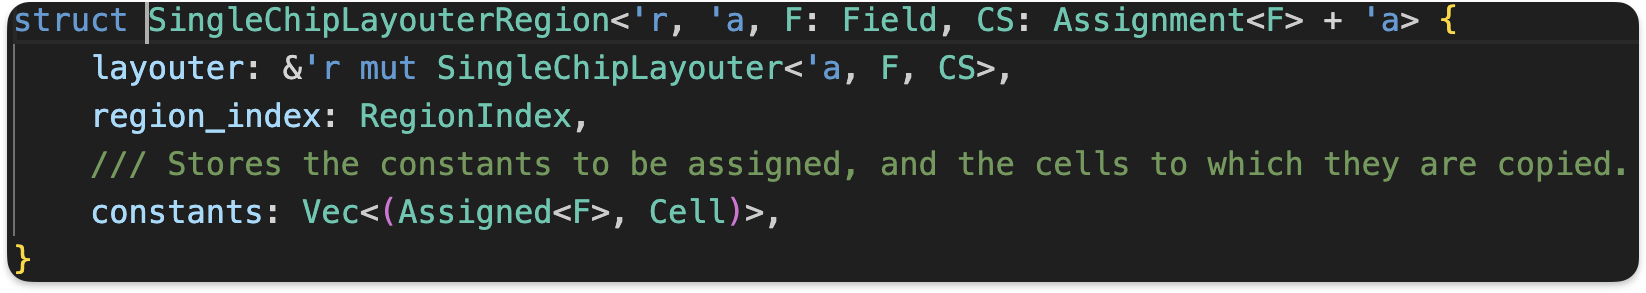 struct SingleChipLayouterRegion<'r, 'a, F: Field, CS: Assignment<F> + 'a> {
    layouter: &'r mut SingleChipLayouter<'a, F, CS>,
    region_index: RegionIndex,
    /// Stores the constants to be assigned, and the cells to which they are copied.
    constants: Vec<(Assigned<F>, Cell)>,
}